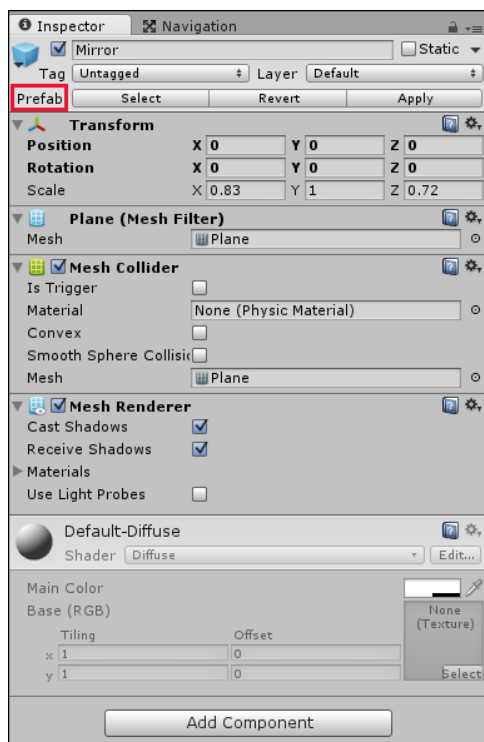 Inspector Navigation
Mirror Static
Tag Untagged Layer Default
Prefab Select Revert Apply
Transform
Position X 0 Y 0 Z 0
Rotation X 0 Y 0 Z 0
Scale X 0.83 Y 1 Z 0.72
Plane (Mesh Filter)
Mesh Plane
Mesh Collider
Is Trigger
Material None (Physic Material)
Convex
Smooth Sphere Collisi
Mesh Plane
Mesh Renderer
Cast Shadows
Receive Shadows
Materials
Use Light Probes
Default-Diffuse
Shader Diffuse Edit...
Main Color
Base (RGB) None
(Texture)
Tiling Offset
x 1 0
y 1 0 Select
Add Component